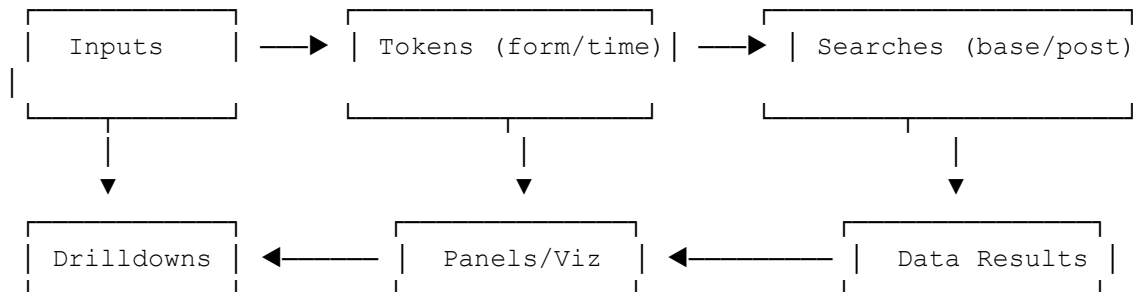 Inputs
Tokens (form/time)
Searches (base/post)
Drilldowns
Panels/Viz
Data Results